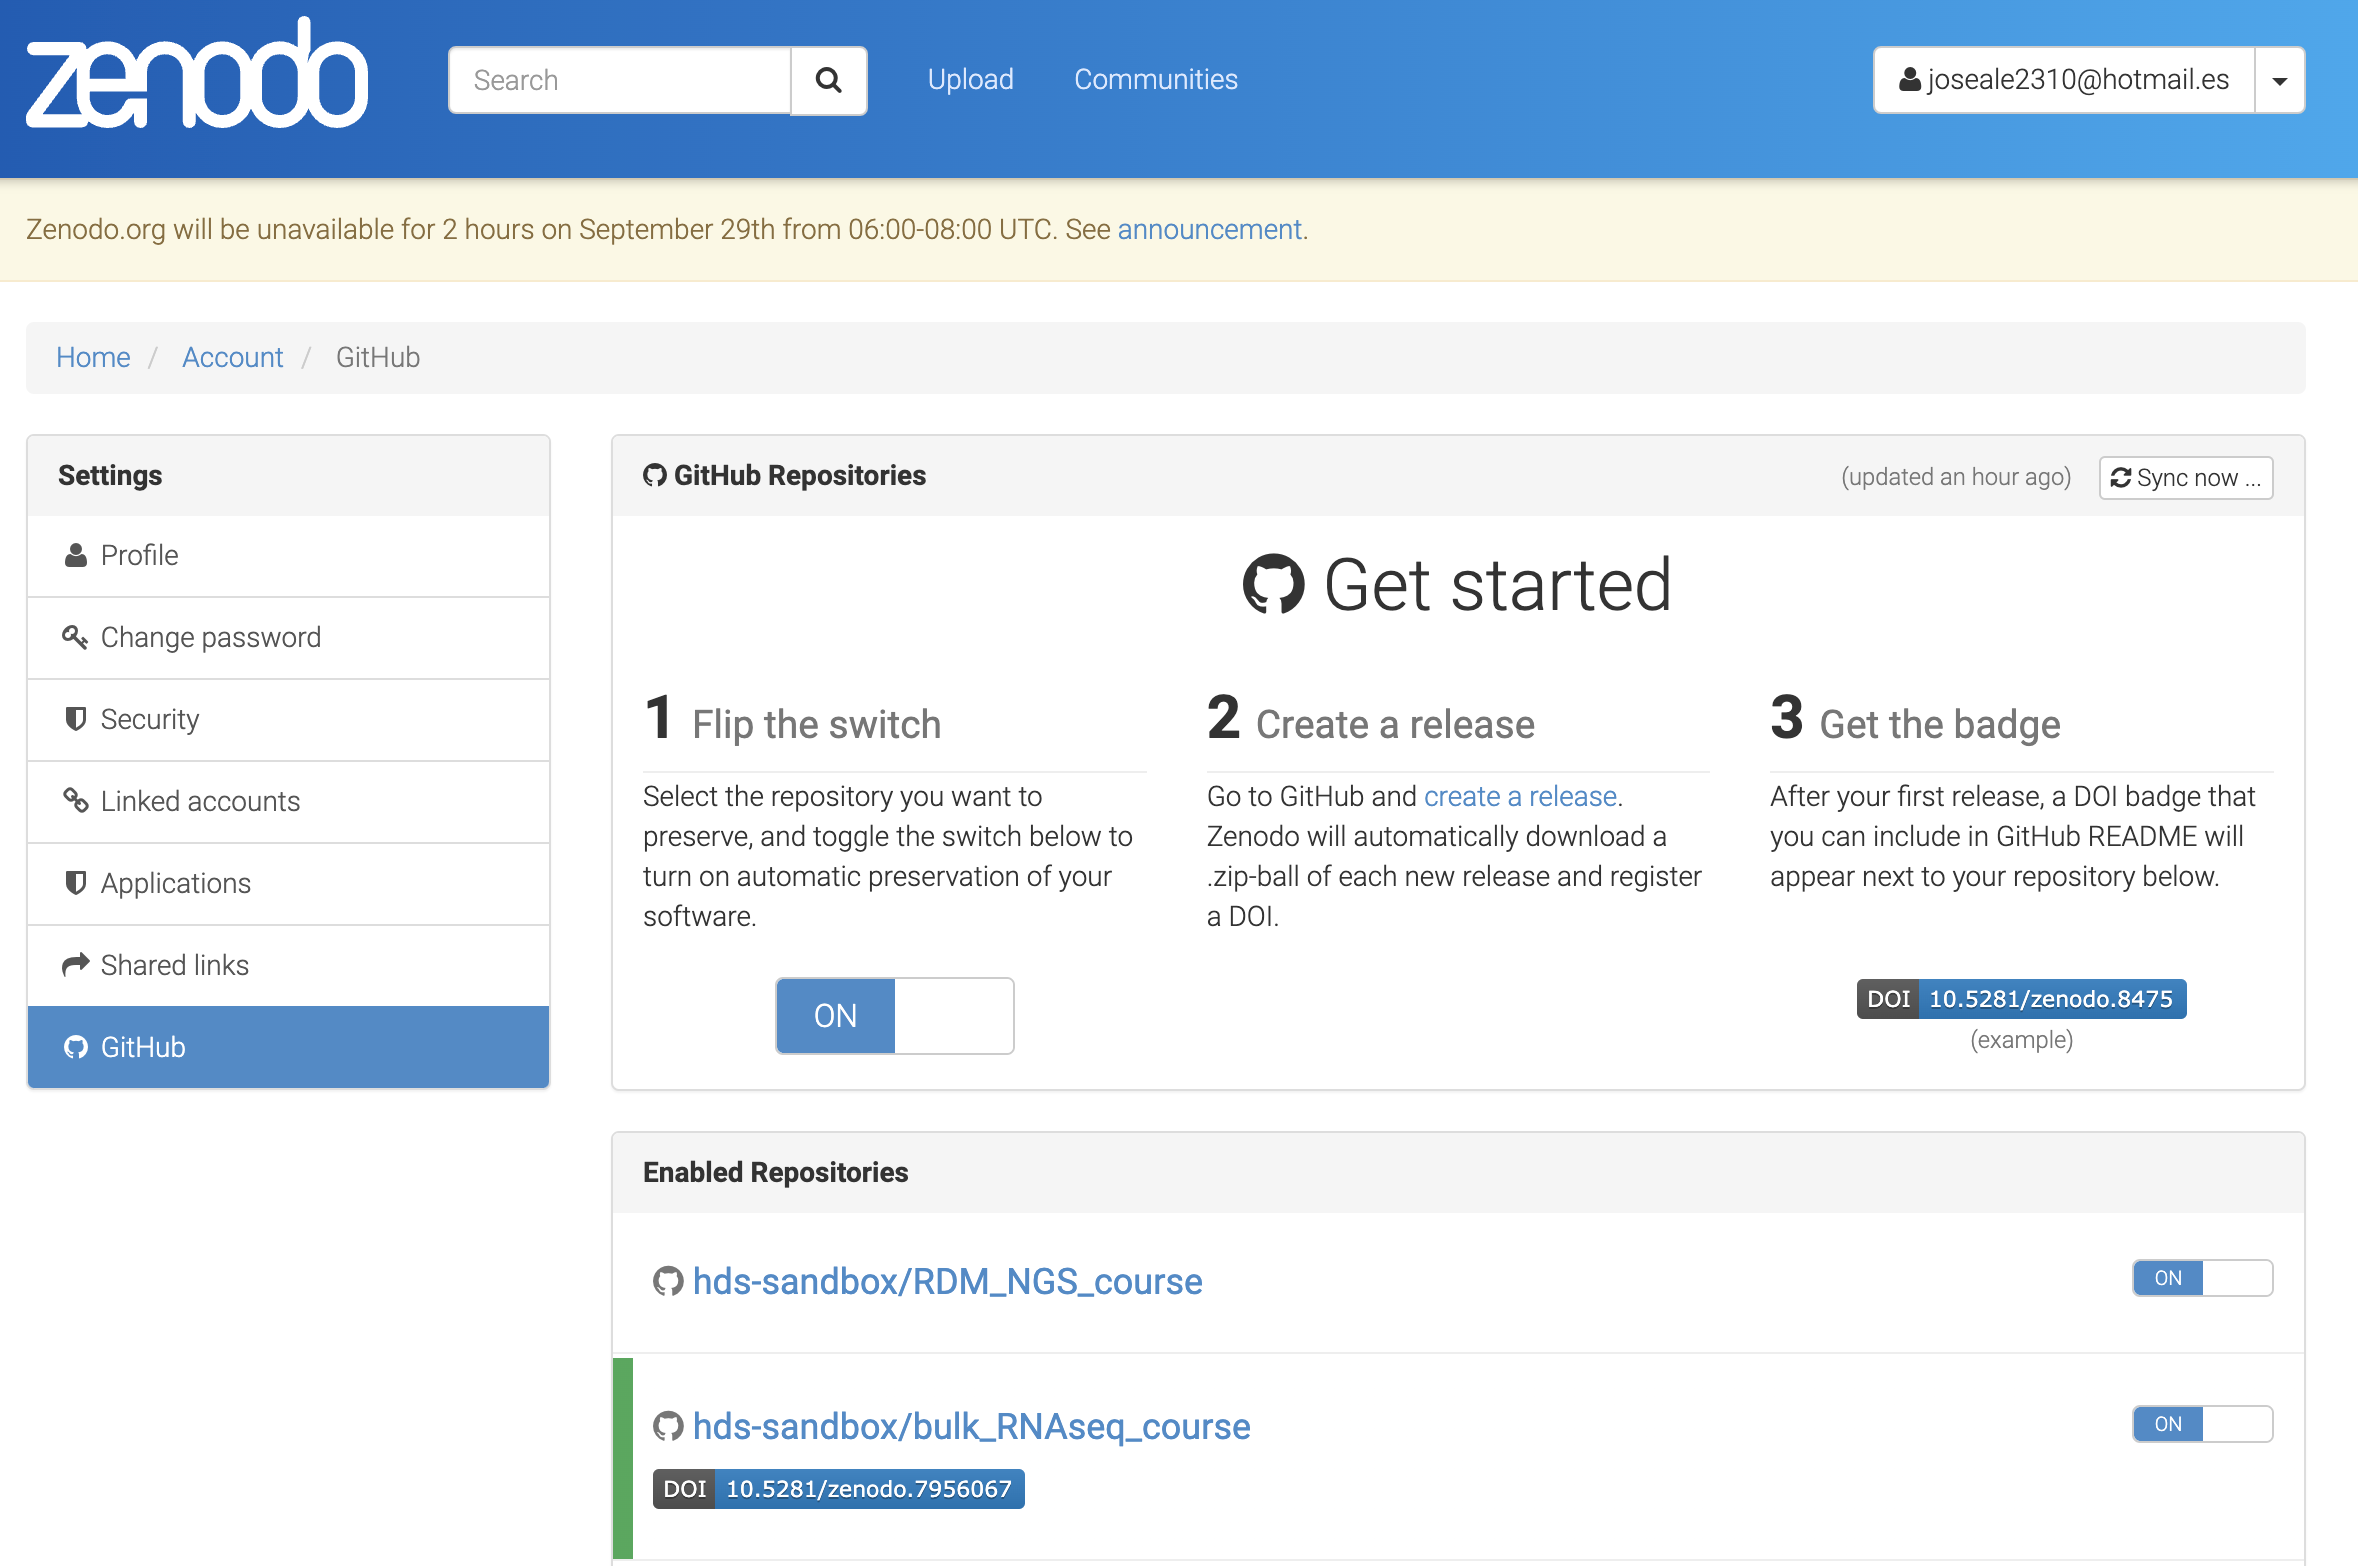 zenodo
Search
Upload
Communities
joseale2310@hotmail.es
Zenodo.org will be unavailable for 2 hours on September 29th from 06:00-08:00 UTC. See announcement.
Home / Account / GitHub
Settings
Profile
Change password
Security
Linked accounts
Applications
Shared links
GitHub
GitHub Repositories
(updated an hour ago)
Sync now ...
Get started
1 Flip the switch
Select the repository you want to
preserve, and toggle the switch below to
turn on automatic preservation of your
software.
ON
2 Create a release
Go to GitHub and create a release.
Zenodo will automatically download a
.zip-ball of each new release and register
a DOI.
3 Get the badge
After your first release, a DOI badge that
you can include in GitHub README will
appear next to your repository below.
DOI 10.5281/zenodo.8475
(example)
Enabled Repositories
hds-sandbox/RDM_NGS_course
ON
hds-sandbox/bulk_RNAseq_course
ON
DOI 10.5281/zenodo.7956067